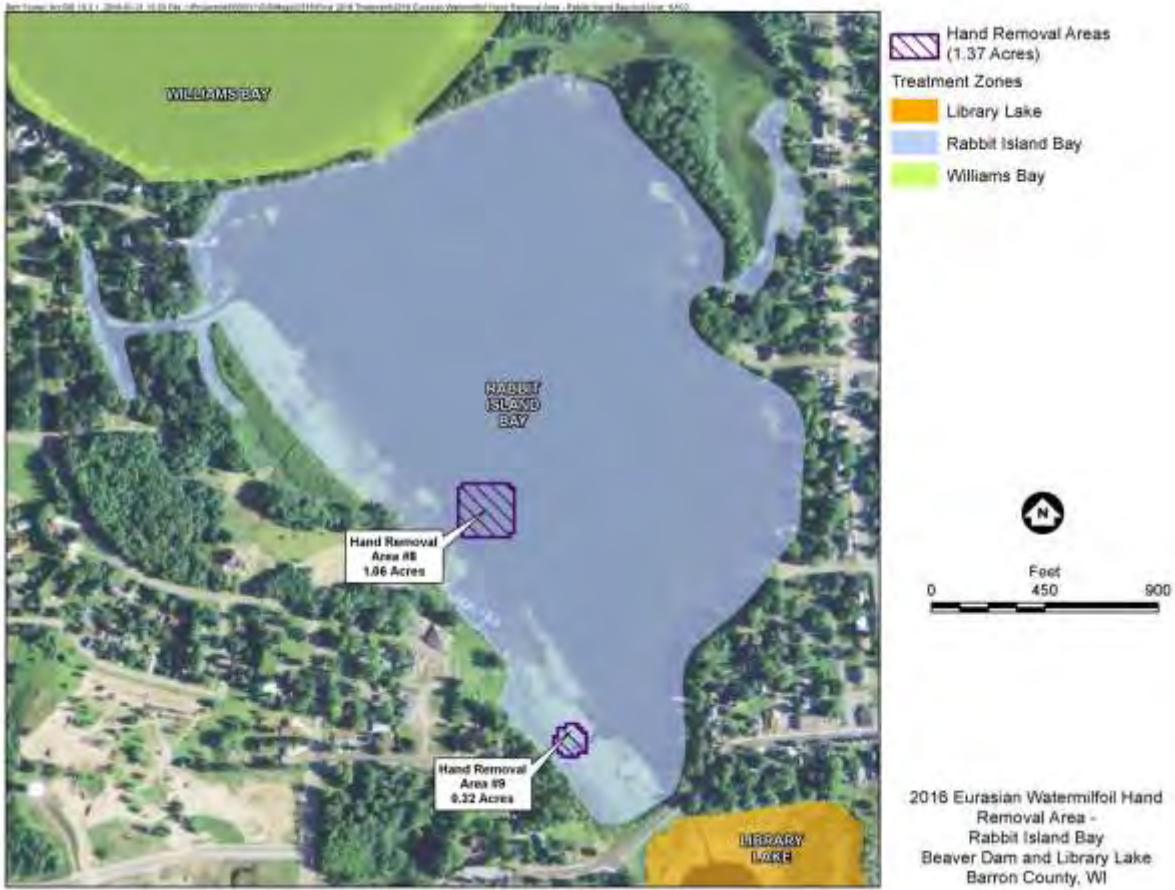 WILLIAMS BAY
RABBIT
ISLAND
BAY
Hand Removal
Area #8
1.06 Acres
Hand Removal
Area #9
0.32 Acres
LIBRARY
LAKE
Hand Removal Areas
(1.37 Acres)
Treatment Zones
Library Lake
Rabbit Island Bay
Williams Bay
N
Feet
0 450 900
2016 Eurasian Watermilfoil Hand
Removal Area -
Rabbit Island Bay
Beaver Dam and Library Lake
Barron County, WI